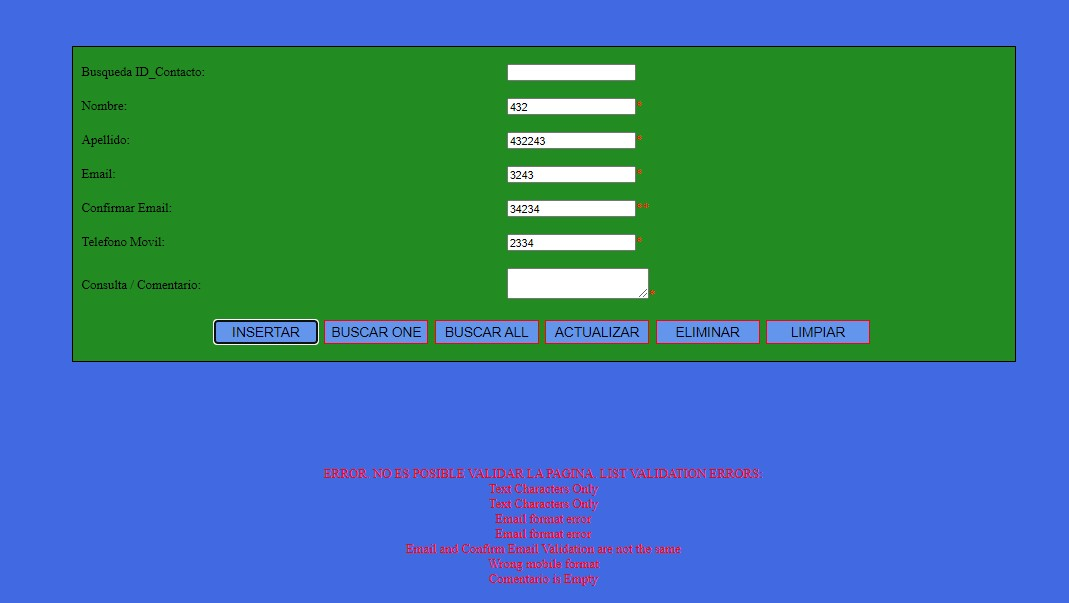 Busqueda ID_Contacto:
Nombre: 432 *
Apellido: 432243 *
Email: 3243 *
Confirmar Email: 34234 **
Telefono Movil: 2334 *
Consulta / Comentario: *
INSERTAR BUSCAR ONE BUSCAR ALL ACTUALIZAR ELIMINAR LIMPIAR
ERROR NO ES POSIBLE VALIDAR LA PAGINA LIST VALIDATION ERRORS:
Text Characters Only
Text Characters Only
Email format error
Email format error
Email and Confirm Email Validation are not the same
Wrong mobile format
Comentario is Empty